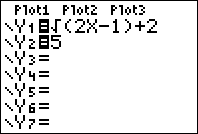 Plot1 Plot2 Plot3
\Y1=√(2X-1)+2
\Y2=5
\Y3=
\Y4=
\Y5=
\Y6=
\Y7=